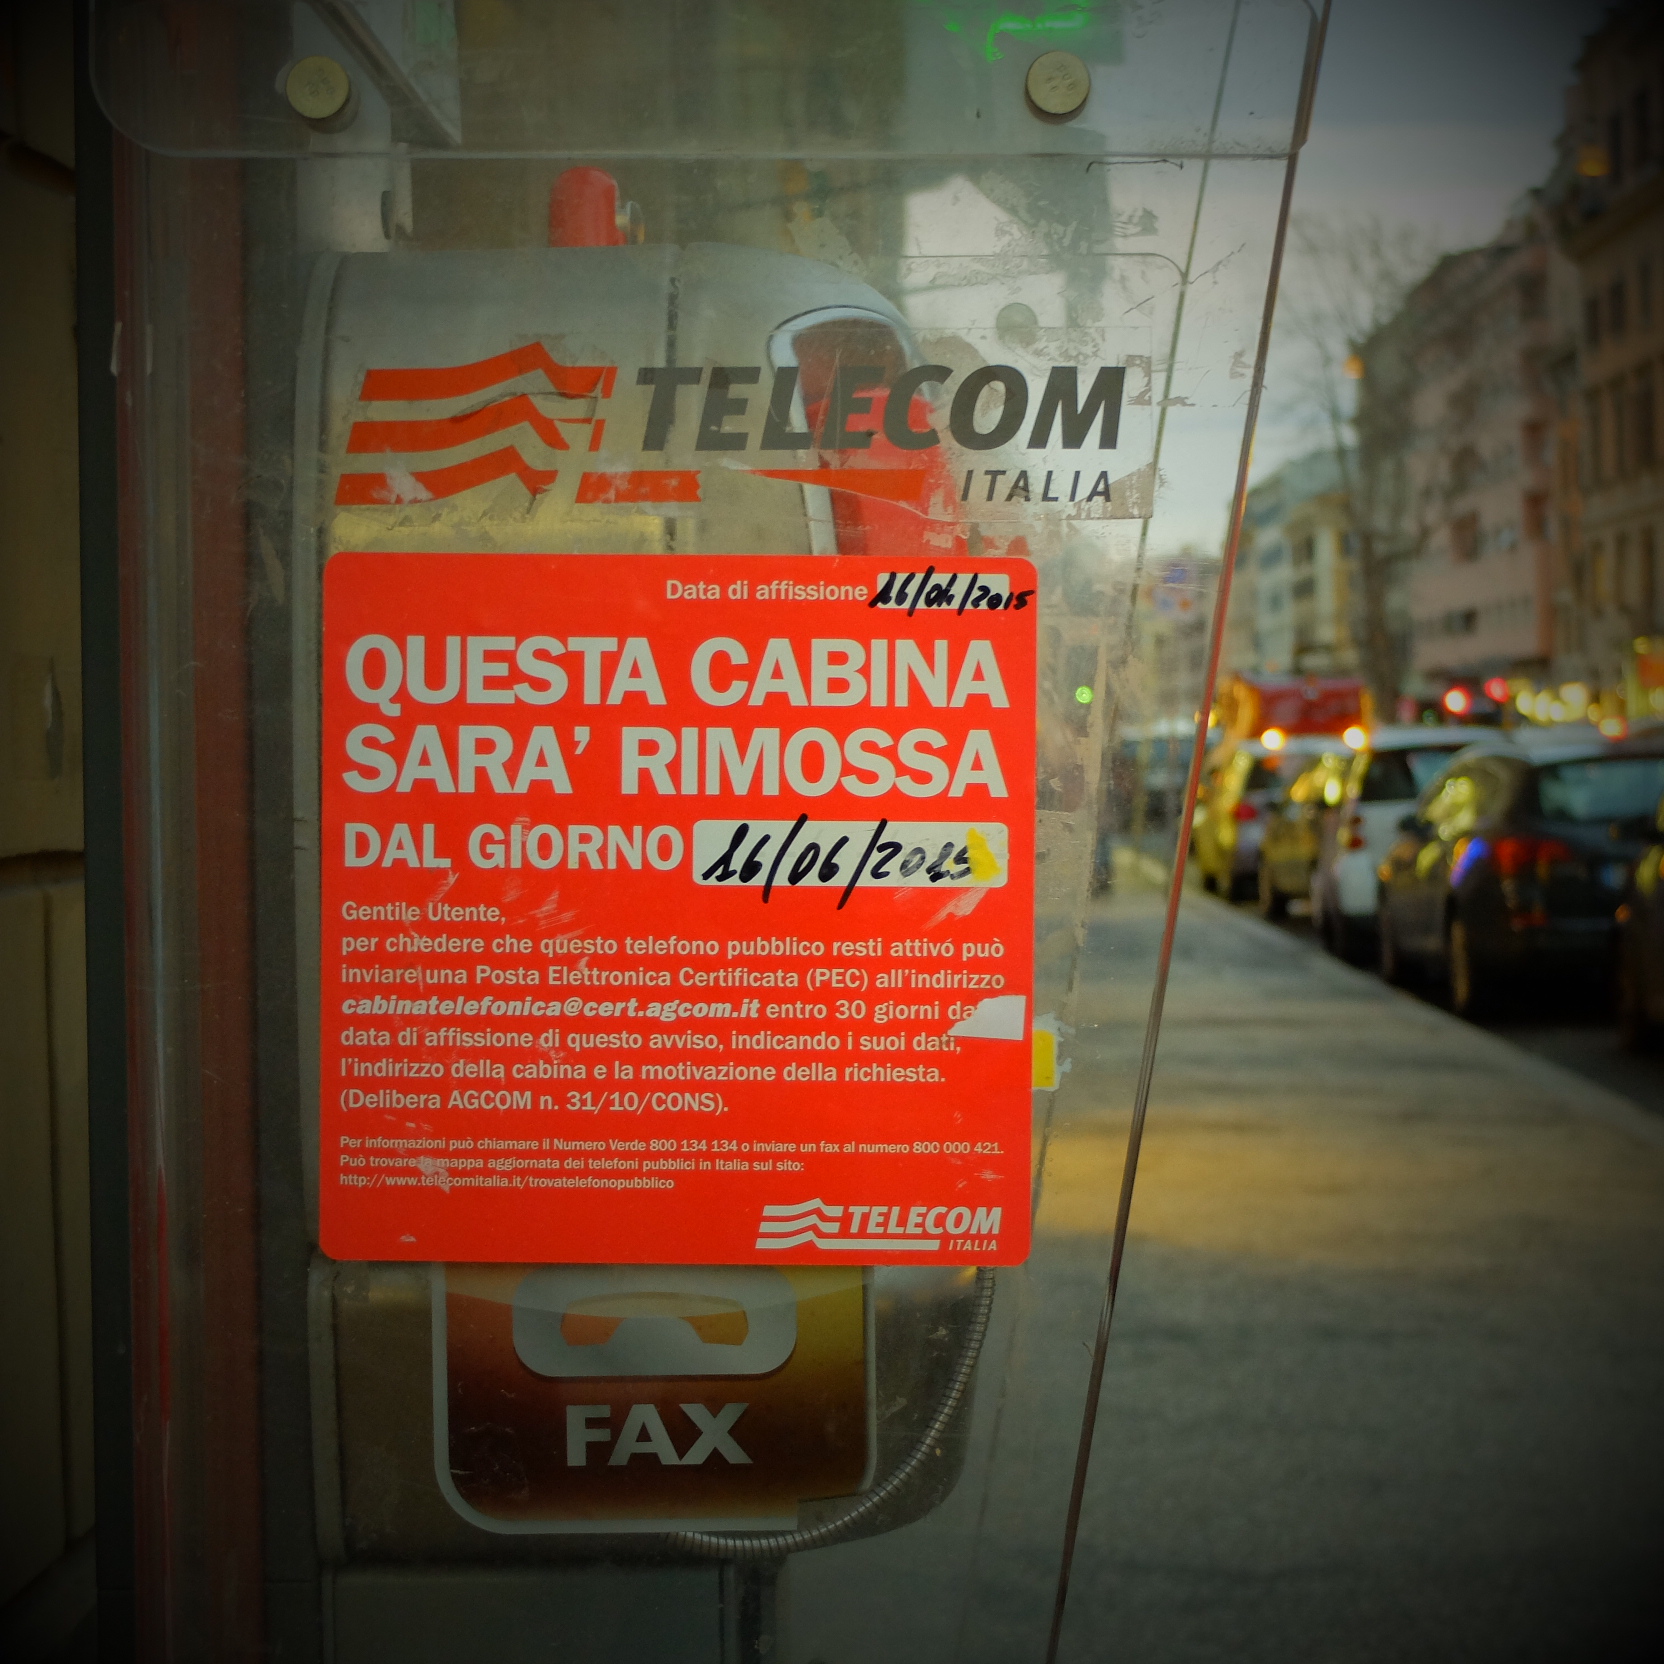 TELECOM
ITALIA
Data di affissione 16/04/2015
QUESTA CABINA
SARA' RIMOSSA
DAL GIORNO 16/06/2015
Gentile Utente,
per chiedere che questo telefono pubblico resti attivo può
inviare una Posta Elettronica Certificata (PEC) all'indirizzo
cabinatelefonica@cert.agcom.it entro 30 giorni da
data di affissione di questo avviso, indicando i suoi dati,
l'indirizzo della cabina e la motivazione della richiesta.
(Delibera AGCOM n. 31/10/CONS).
Per informazioni può chiamare il Numero Verde 800 134 134 o inviare un fax al numero 800 000 421.
Può trovare la mappa aggiornata dei telefoni pubblici in Italia sul sito:
http://www.telecomitalia.it/trovatelefonopubblico
TELECOM
ITALIA
FAX